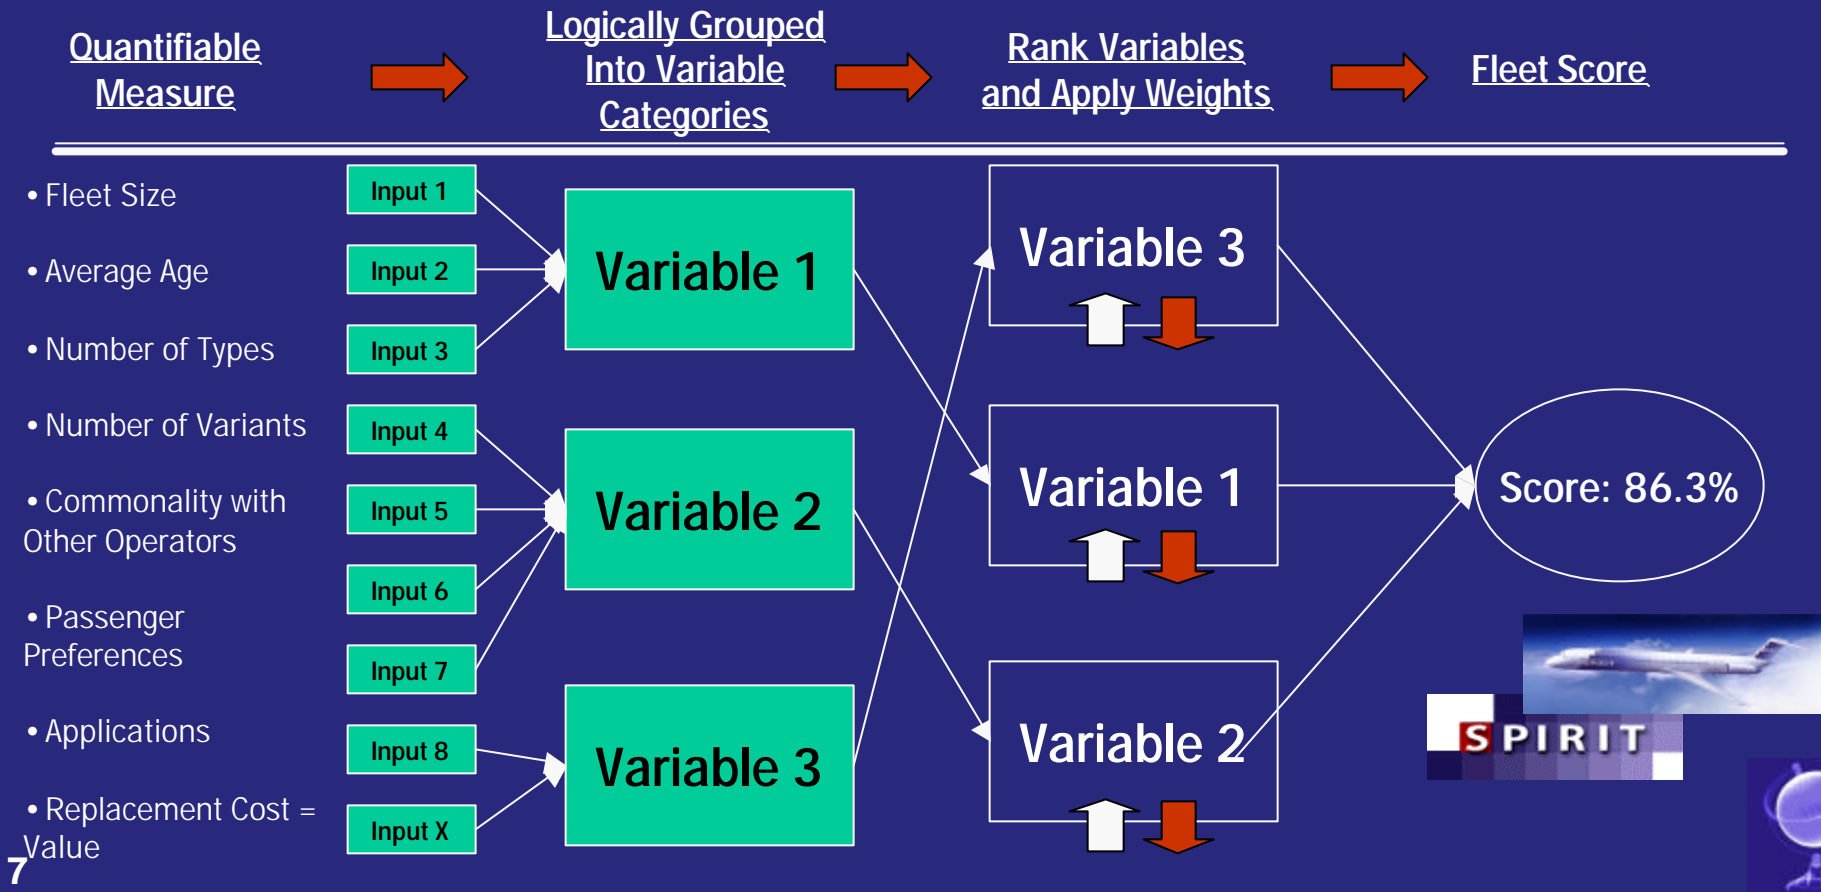 Quantifiable
Measure
Logically Grouped
Into Variable
Categories
Rank Variables
and Apply Weights
Fleet Score
• Fleet Size
• Average Age
• Number of Types
• Number of Variants
• Commonality with
Other Operators
• Passenger
Preferences
• Applications
• Replacement Cost =
Value
Input 1
Input 2
Input 3
Input 4
Input 5
Input 6
Input 7
Input 8
Input X
Variable 1
Variable 2
Variable 3
Variable 3
Variable 1
Variable 2
Score: 86.3%
SPIRIT
7